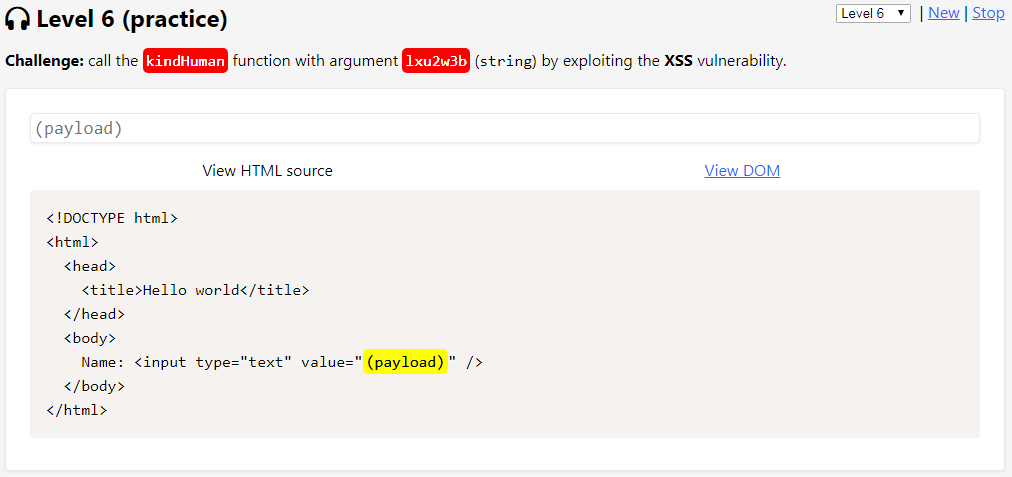 Level 6 (practice)
Level 6 | New | Stop
Challenge: call the kindHuman function with argument lxu2w3b (string) by exploiting the XSS vulnerability.
(payload)
View HTML source View DOM
<!DOCTYPE html>
<html>
  <head>
    <title>Hello world</title>
  </head>
  <body>
    Name: <input type="text" value="(payload)" />
  </body>
</html>